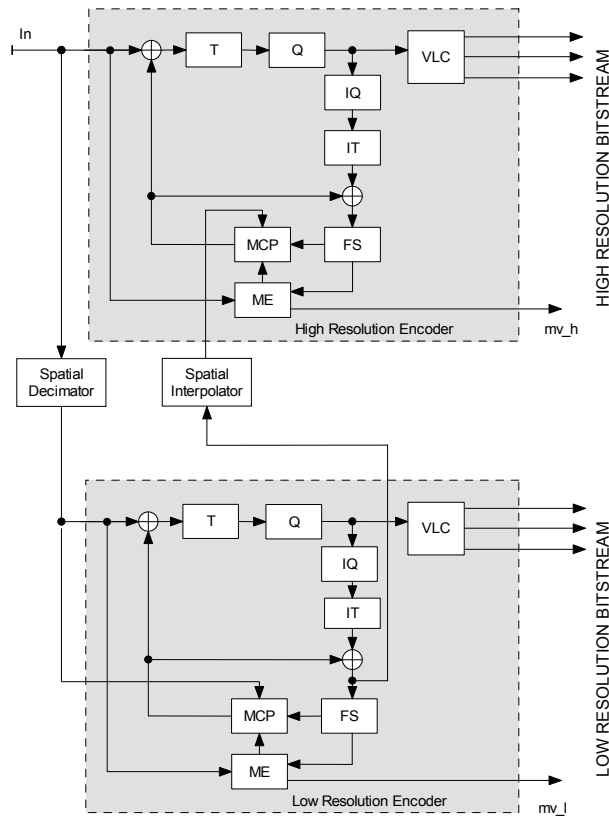 In
T
Q
VLC
IQ
IT
MCP
FS
ME
High Resolution Encoder
mv_h
HIGH RESOLUTION BITSTREAM
Spatial
Decimator
Spatial
Interpolator
T
Q
VLC
IQ
IT
MCP
FS
ME
Low Resolution Encoder
mv_l
LOW RESOLUTION BITSTREAM